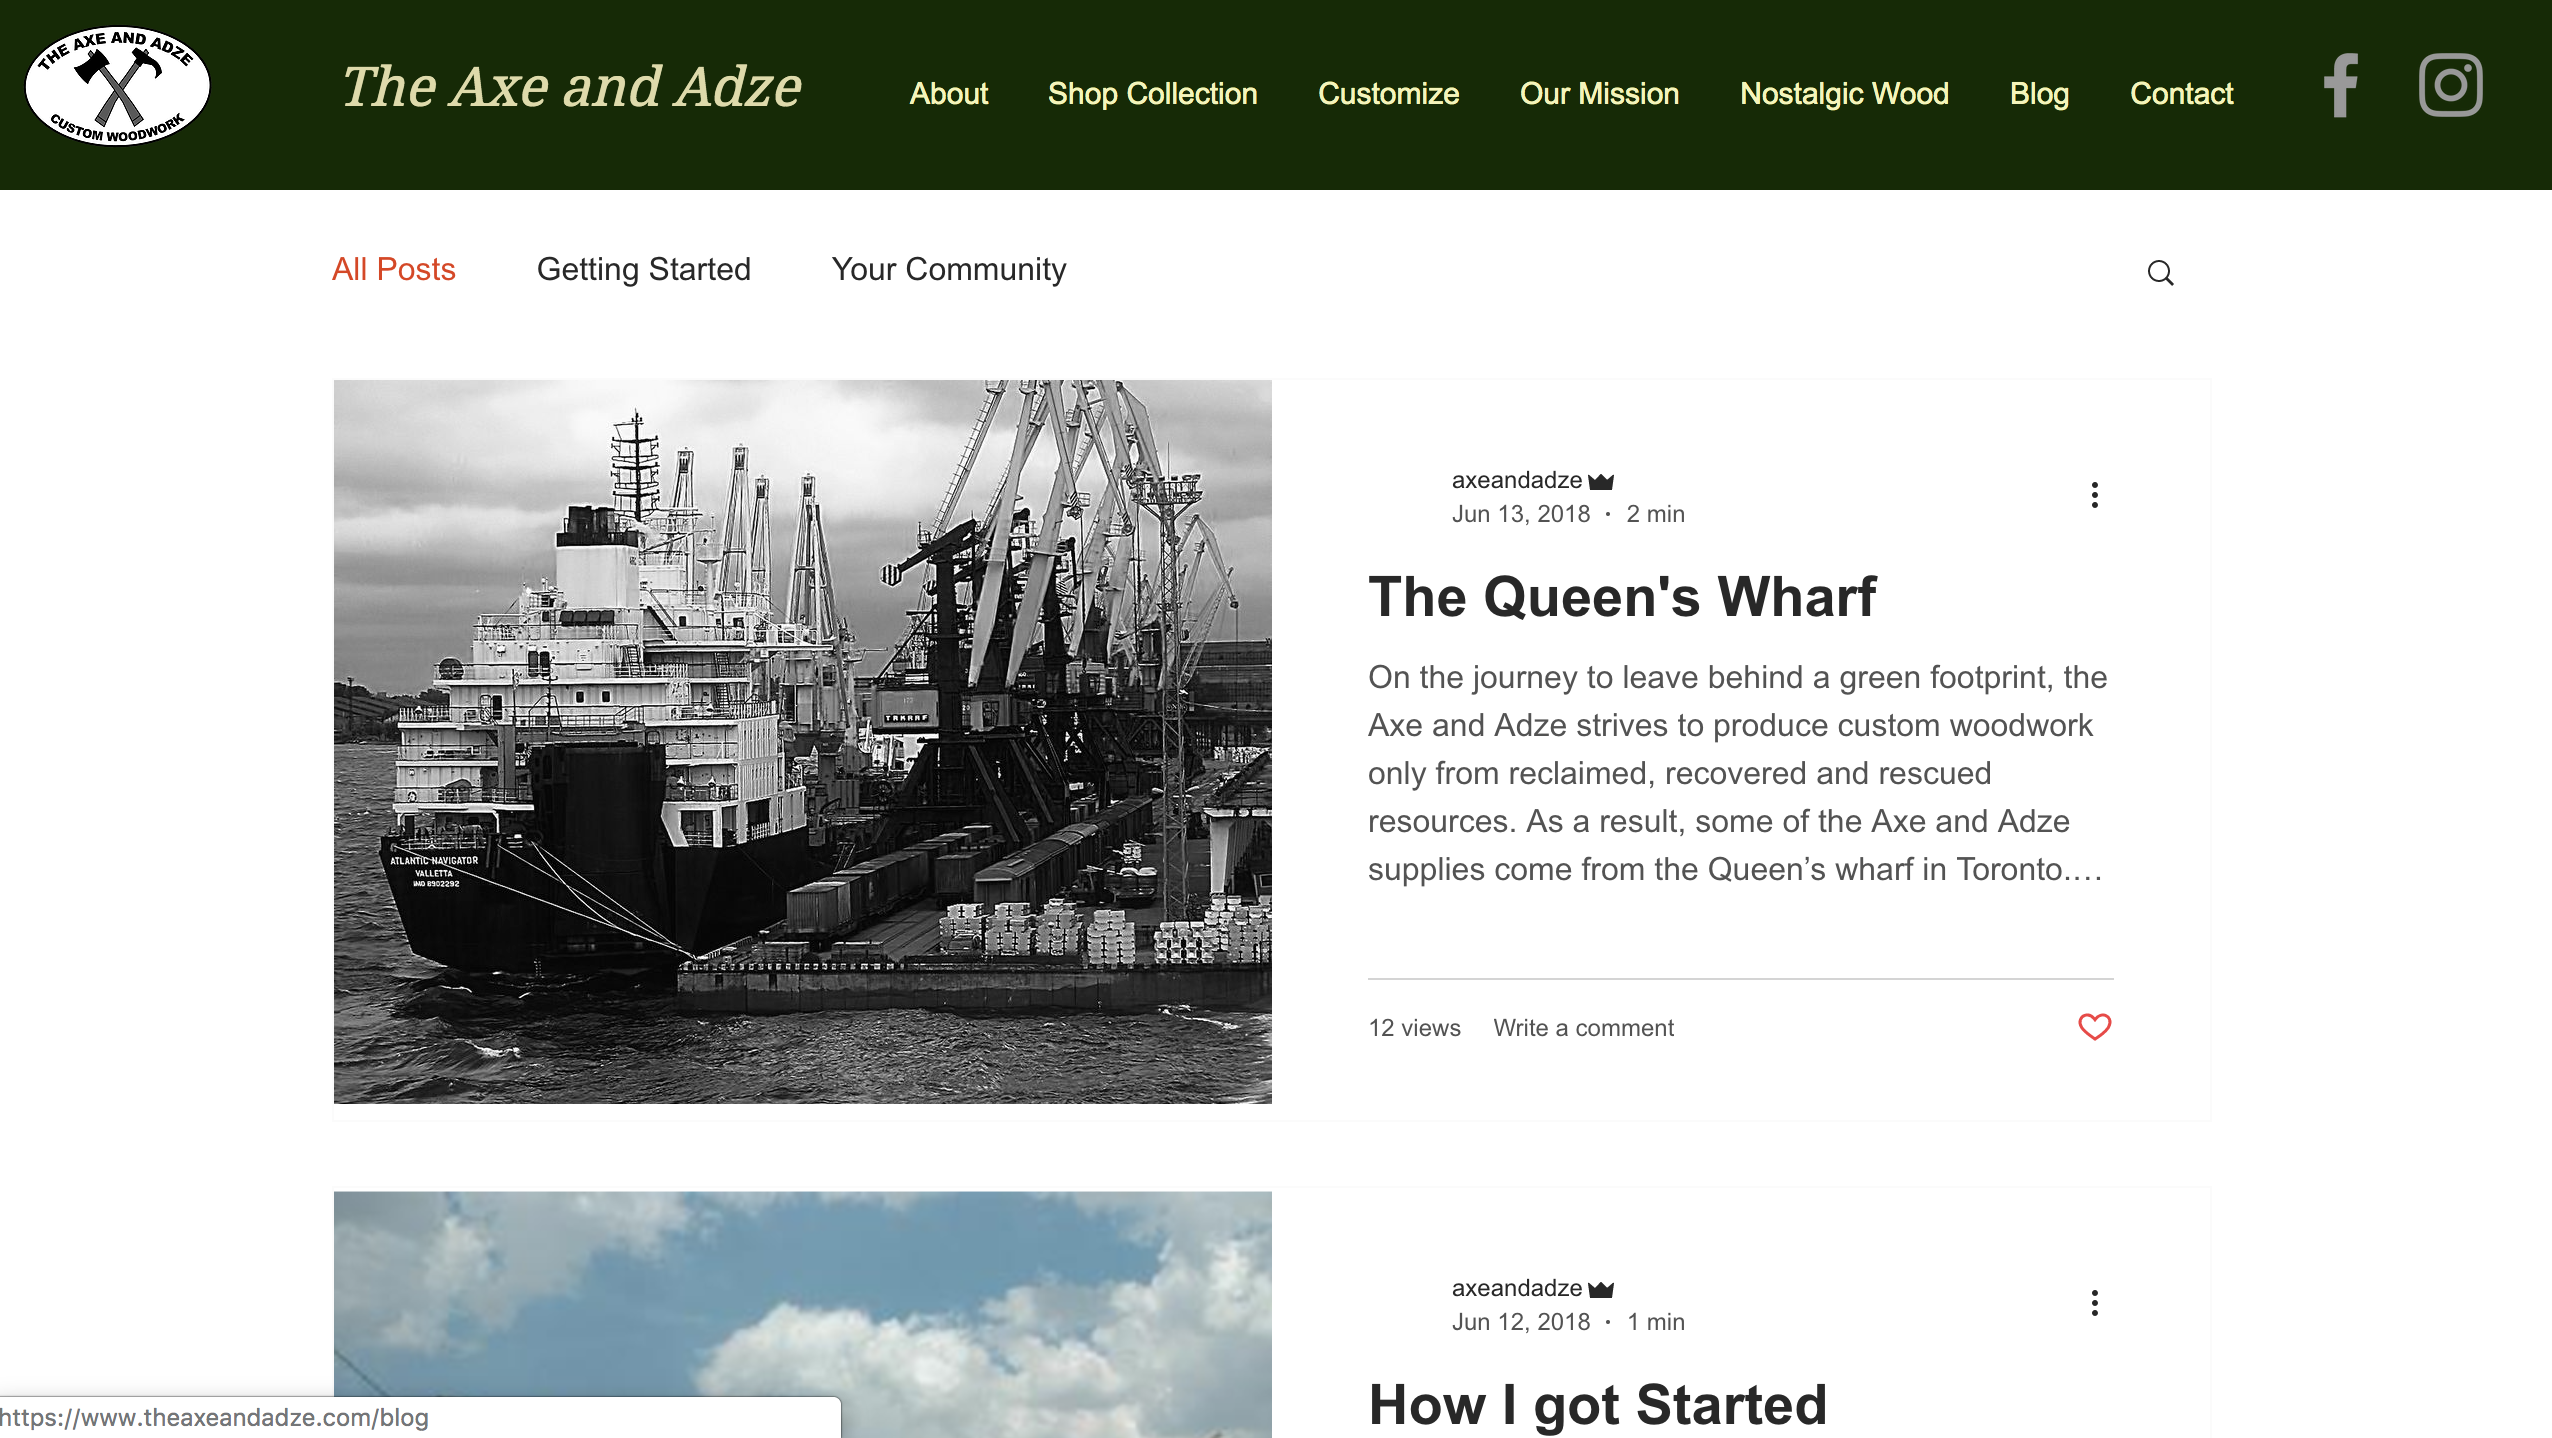 THE AXE AND ADZE
CUSTOM WOODWORK
The Axe and Adze
About Shop Collection Customize Our Mission Nostalgic Wood Blog Contact
All Posts Getting Started Your Community
axeandadze
Jun 13, 2018 · 2 min
The Queen's Wharf
On the journey to leave behind a green footprint, the
Axe and Adze strives to produce custom woodwork
only from reclaimed, recovered and rescued
resources. As a result, some of the Axe and Adze
supplies come from the Queen’s wharf in Toronto....
12 views Write a comment
ATLANTIC NAVIGATOR
VALLETTA
IMO 8902292
axeandadze
Jun 12, 2018 · 1 min
How I got Started
https://www.theaxeandadze.com/blog